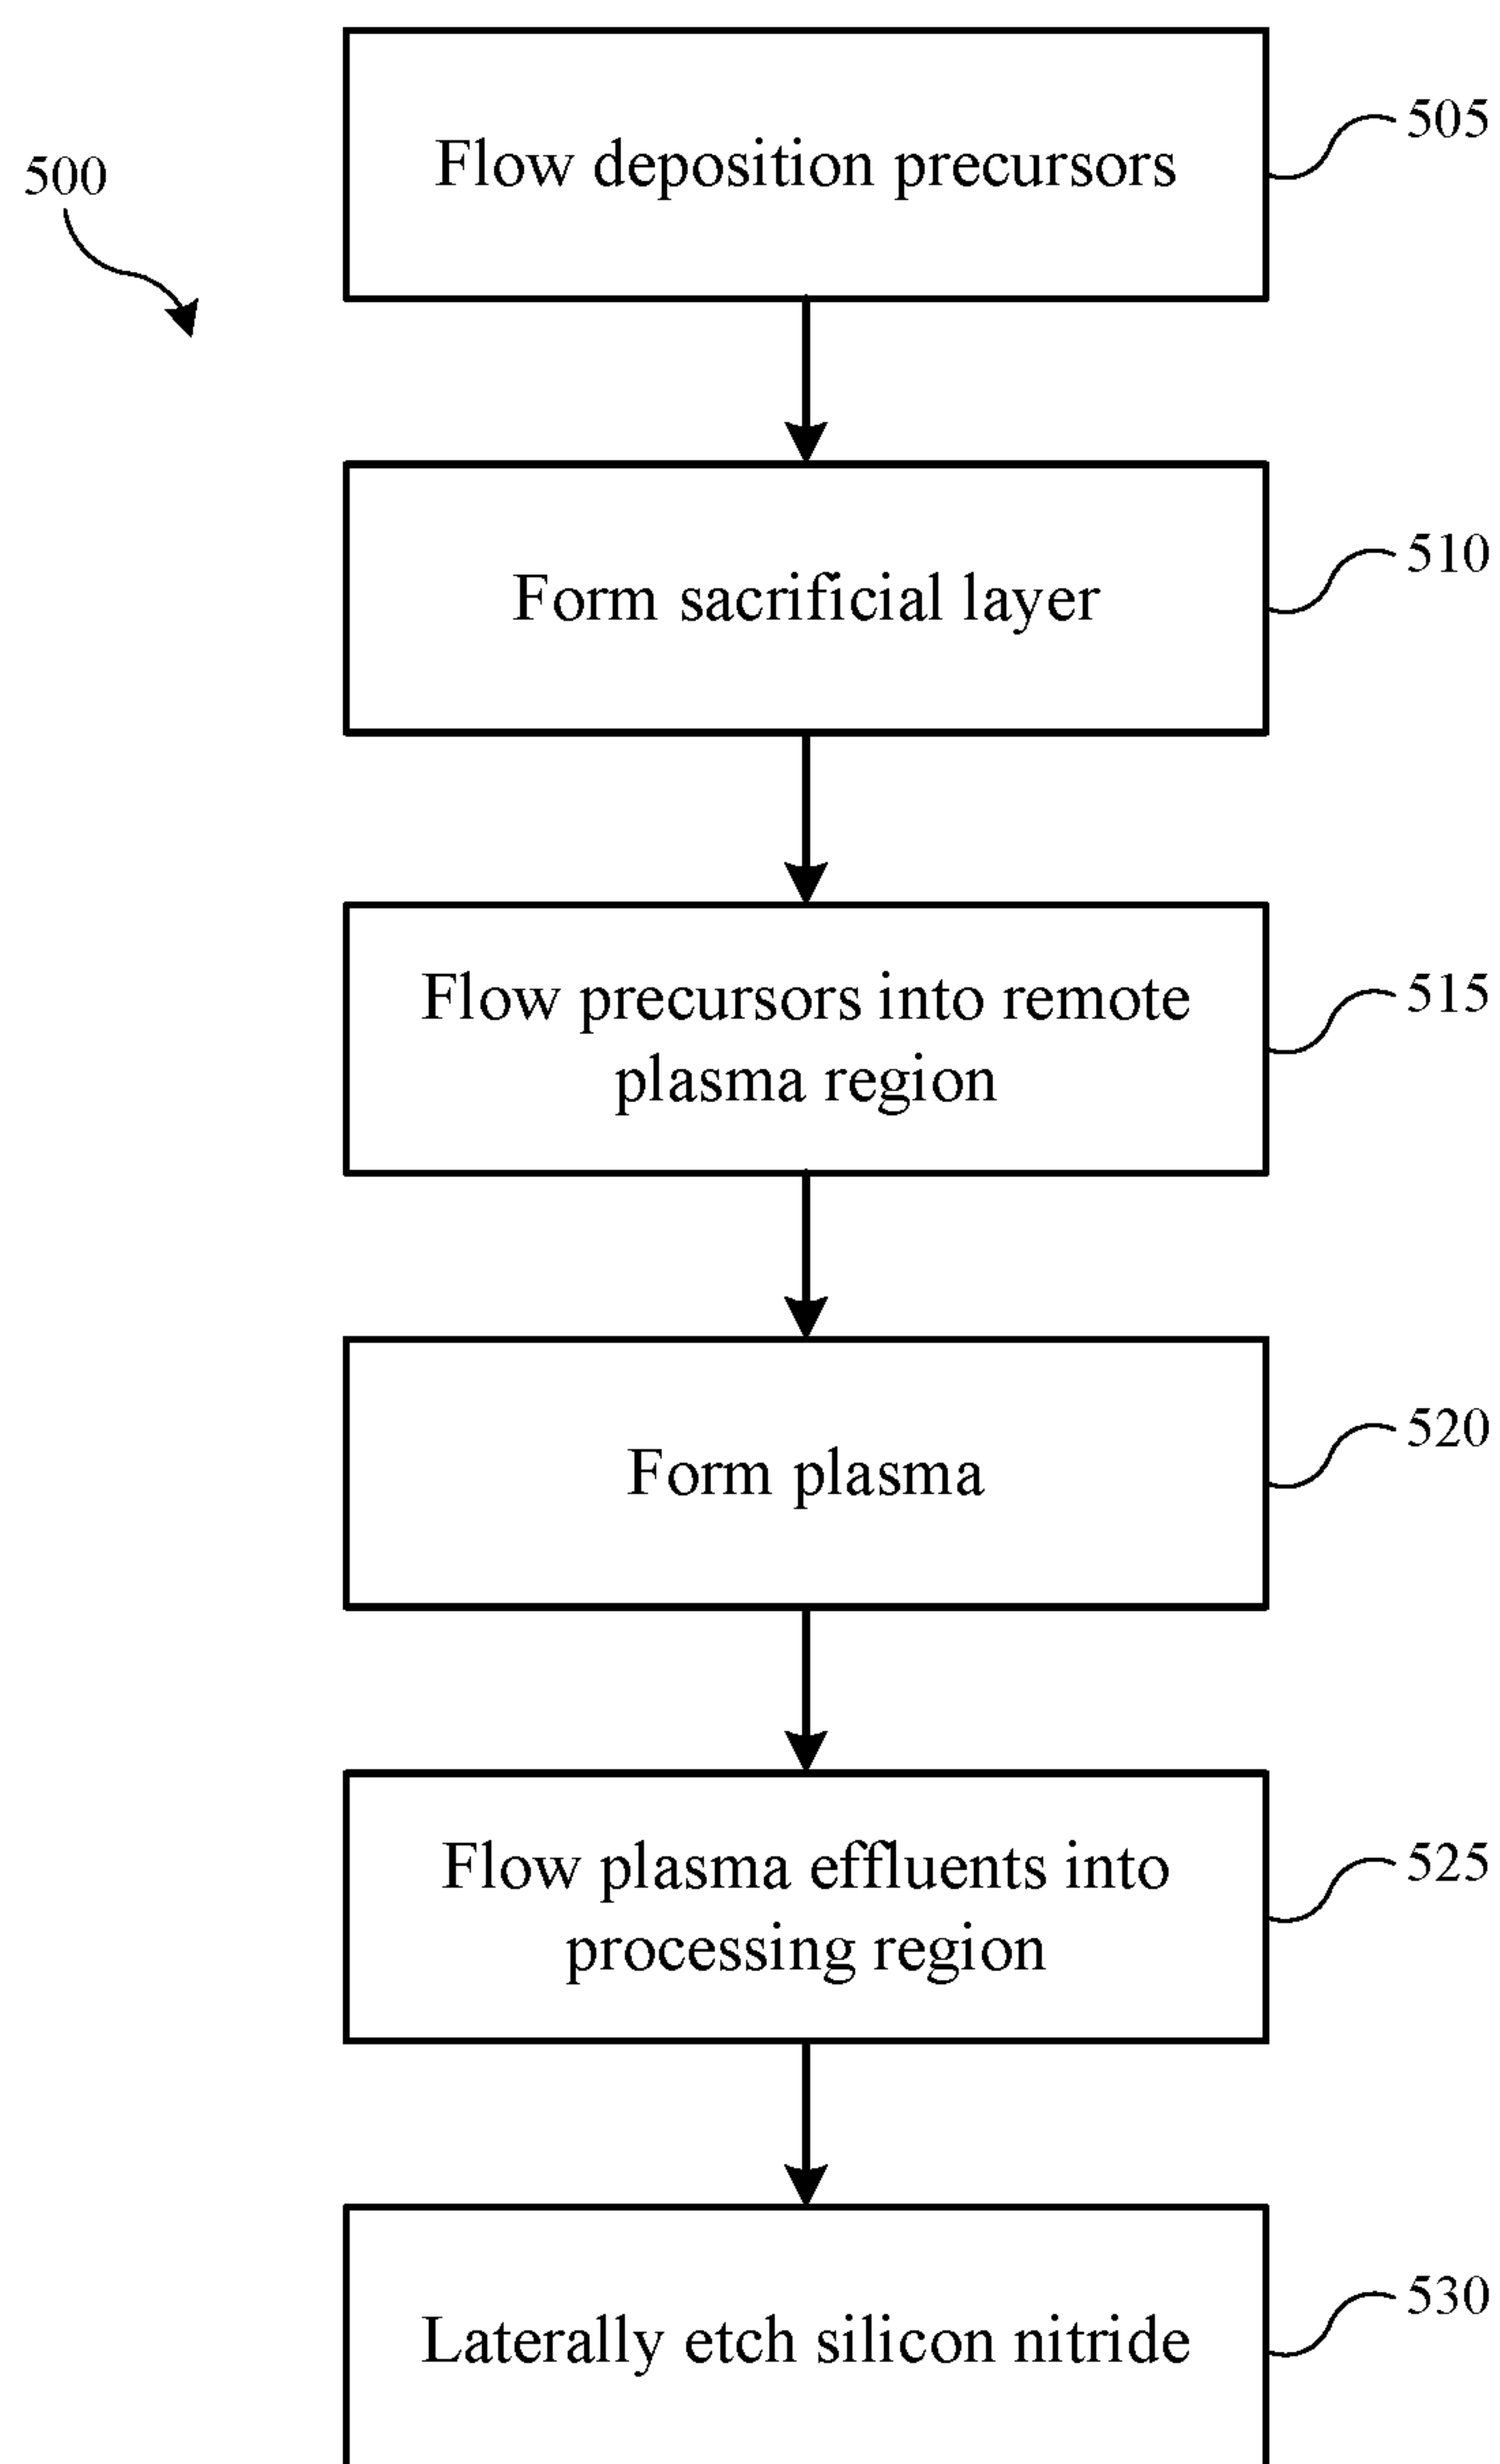 500
Flow deposition precursors
505
Form sacrificial layer
510
Flow precursors into remote
plasma region
515
Form plasma
520
Flow plasma effluents into
processing region
525
Laterally etch silicon nitride
530